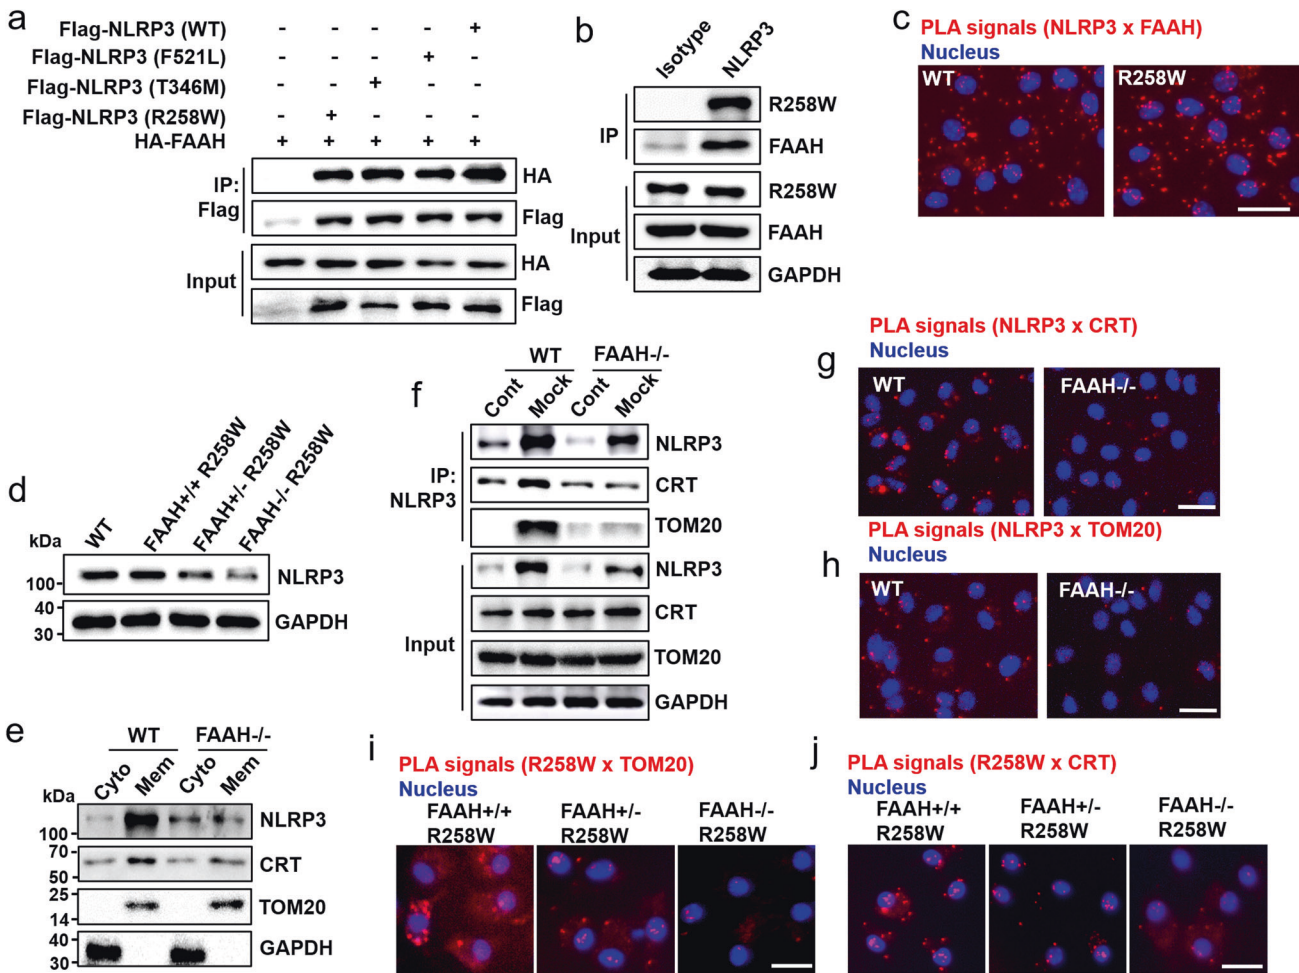 a
Flag-NLRP3 (WT) - - - - +
Flag-NLRP3 (F521L) - - - + -
Flag-NLRP3 (T346M) - - + - -
Flag-NLRP3 (R258W) - + - - -
HA-FAAH + + + + +
IP: Flag
HA
Flag
Input
HA
Flag
b
Isotype NLRP3
IP
R258W
FAAH
Input
R258W
FAAH
GAPDH
c
PLA signals (NLRP3 x FAAH)
Nucleus
WT R258W
d
WT FAAH+/+ R258W FAAH+/- R258W FAAH-/- R258W
kDa
100 NLRP3
40
30 GAPDH
e
WT FAAH-/-
Cyto Mem Cyto Mem
kDa
100 NLRP3
70
50 CRT
25
14 TOM20
40
30 GAPDH
f
WT FAAH-/-
Cont Mock Cont Mock
IP: NLRP3
NLRP3
CRT
TOM20
Input
NLRP3
CRT
TOM20
GAPDH
g
PLA signals (NLRP3 x CRT)
Nucleus
WT FAAH-/-
h
PLA signals (NLRP3 x TOM20)
Nucleus
WT FAAH-/-
i
PLA signals (R258W x TOM20)
Nucleus
FAAH+/+ R258W
FAAH+/- R258W
FAAH-/- R258W
j
PLA signals (R258W x CRT)
Nucleus
FAAH+/+ R258W
FAAH+/- R258W
FAAH-/- R258W